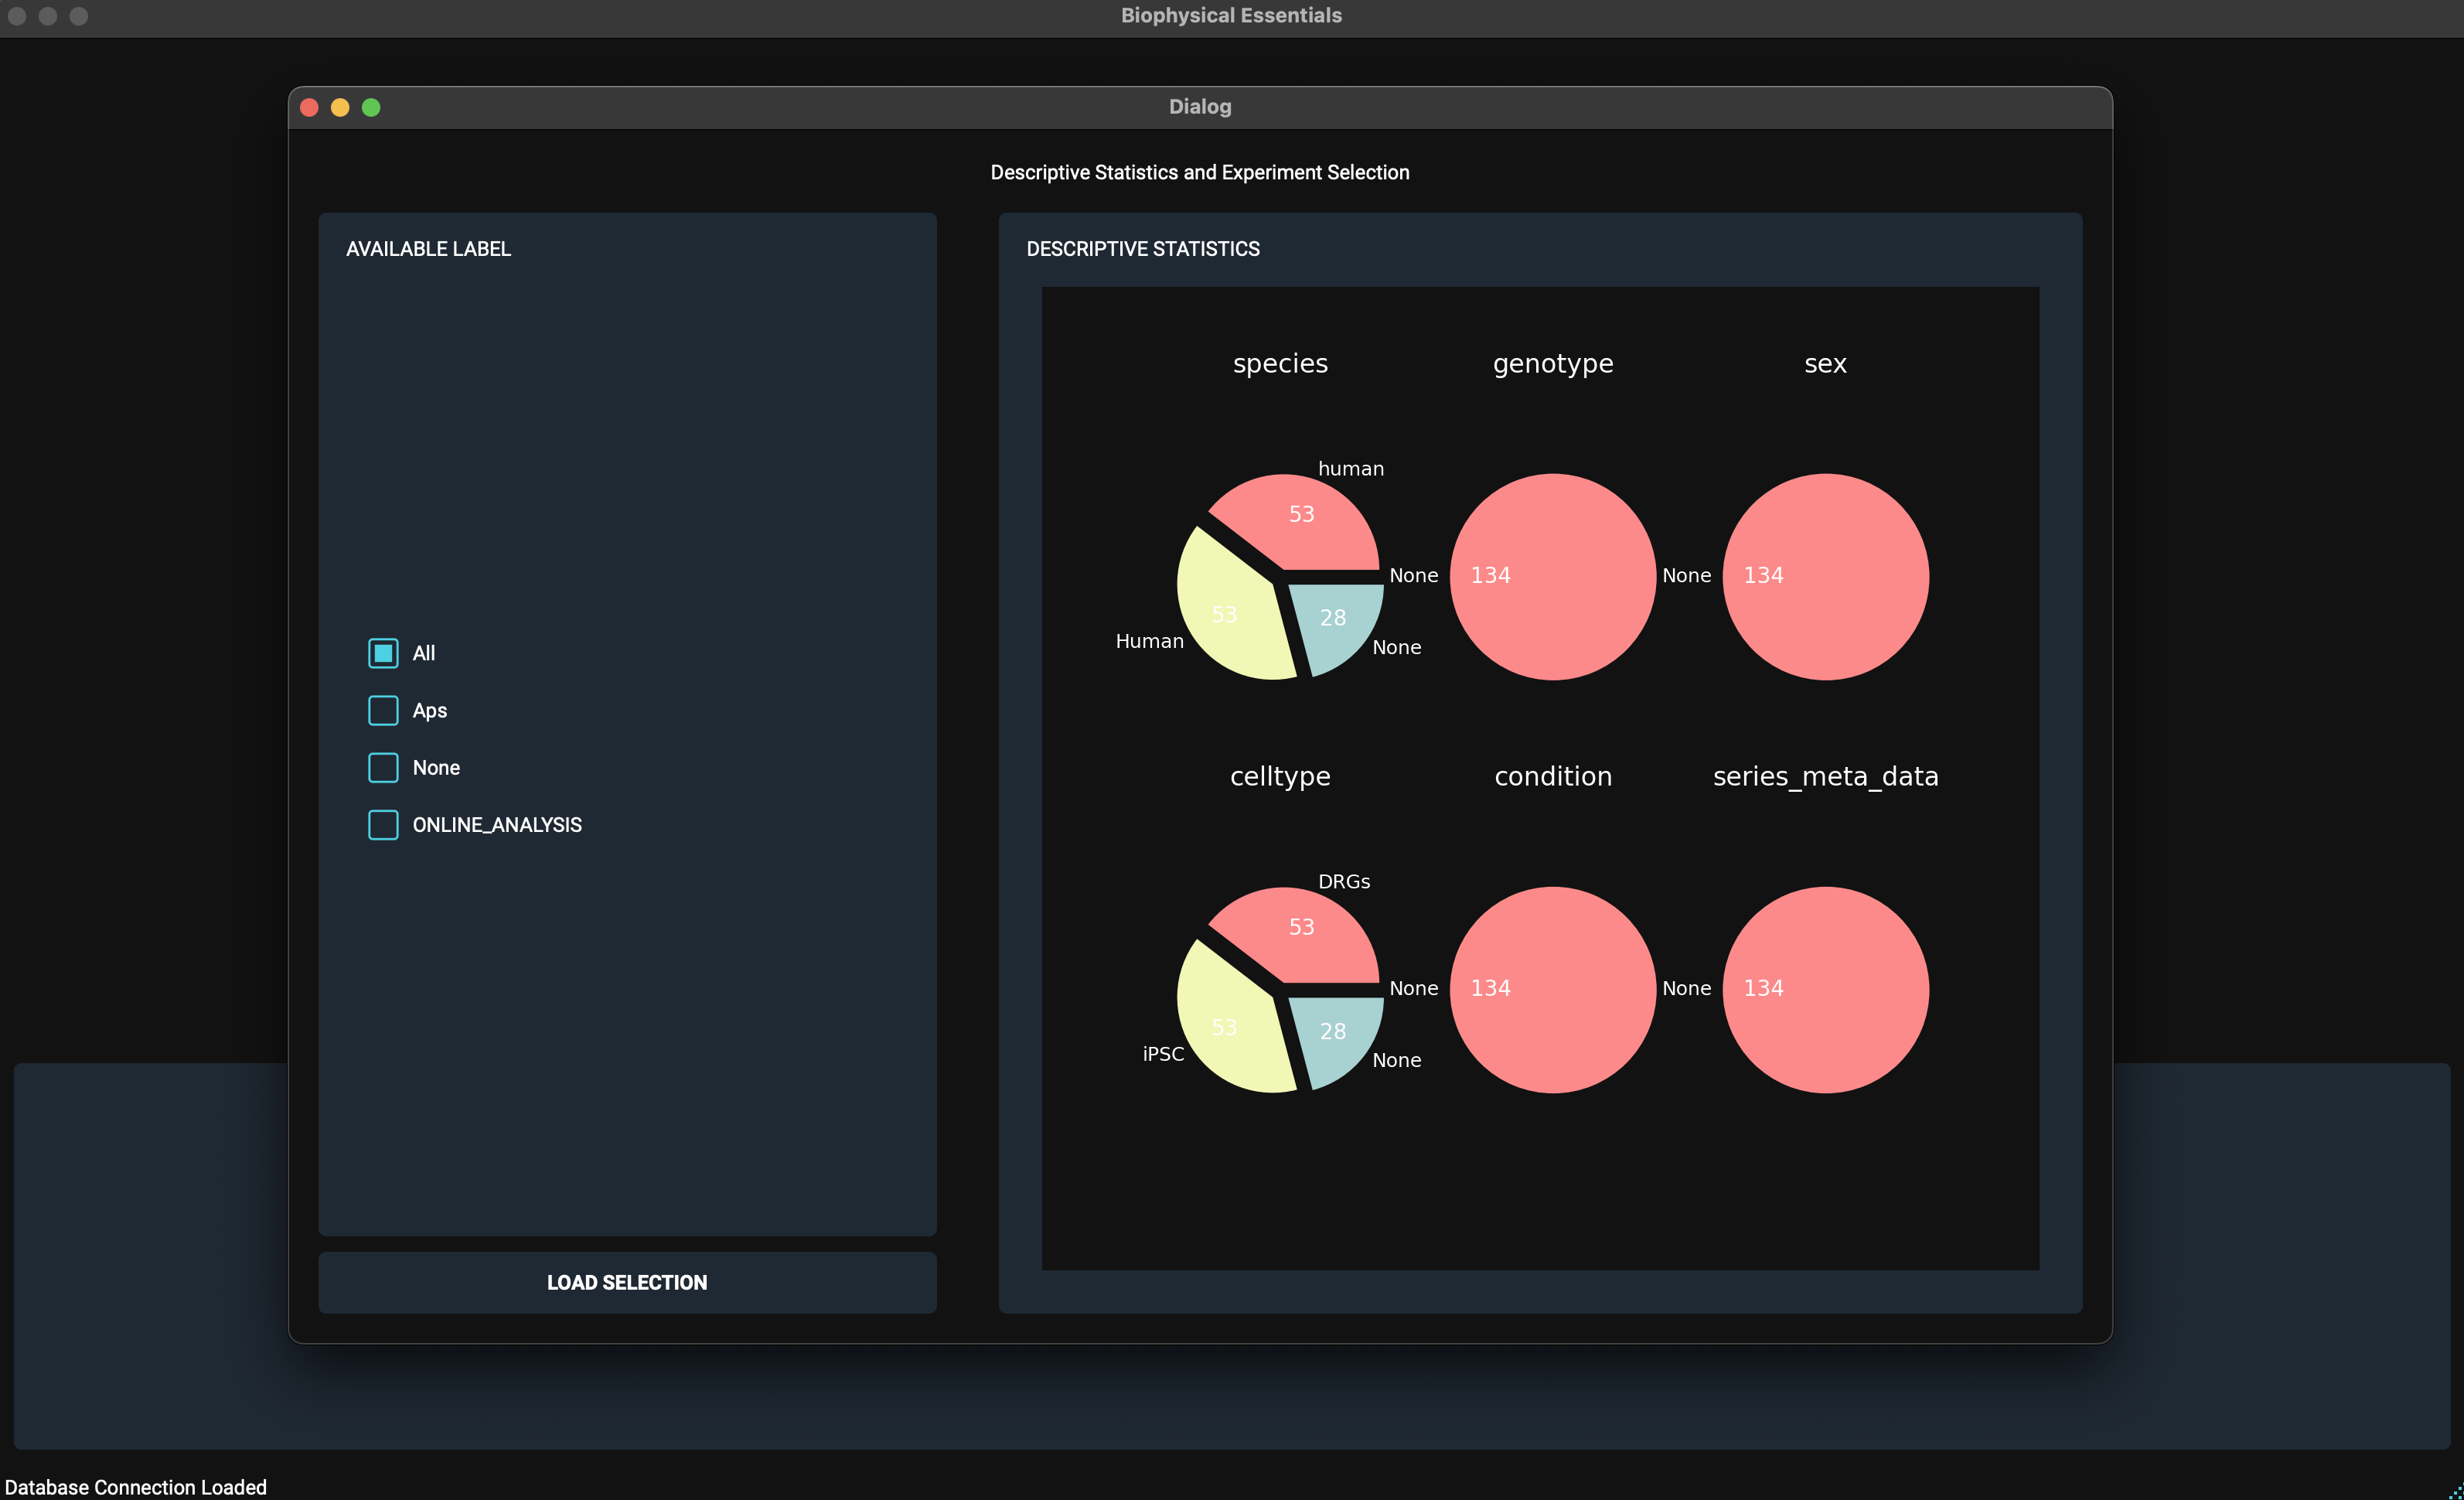 Biophysical Essentials
Dialog
Descriptive Statistics and Experiment Selection
AVAILABLE LABEL
All
Aps
None
ONLINE_ANALYSIS
LOAD SELECTION
DESCRIPTIVE STATISTICS
species
human
53
Human
53
28
None
genotype
None
134
sex
None
134
celltype
DRGs
53
iPSC
53
28
None
condition
None
134
series_meta_data
None
134
Database Connection Loaded